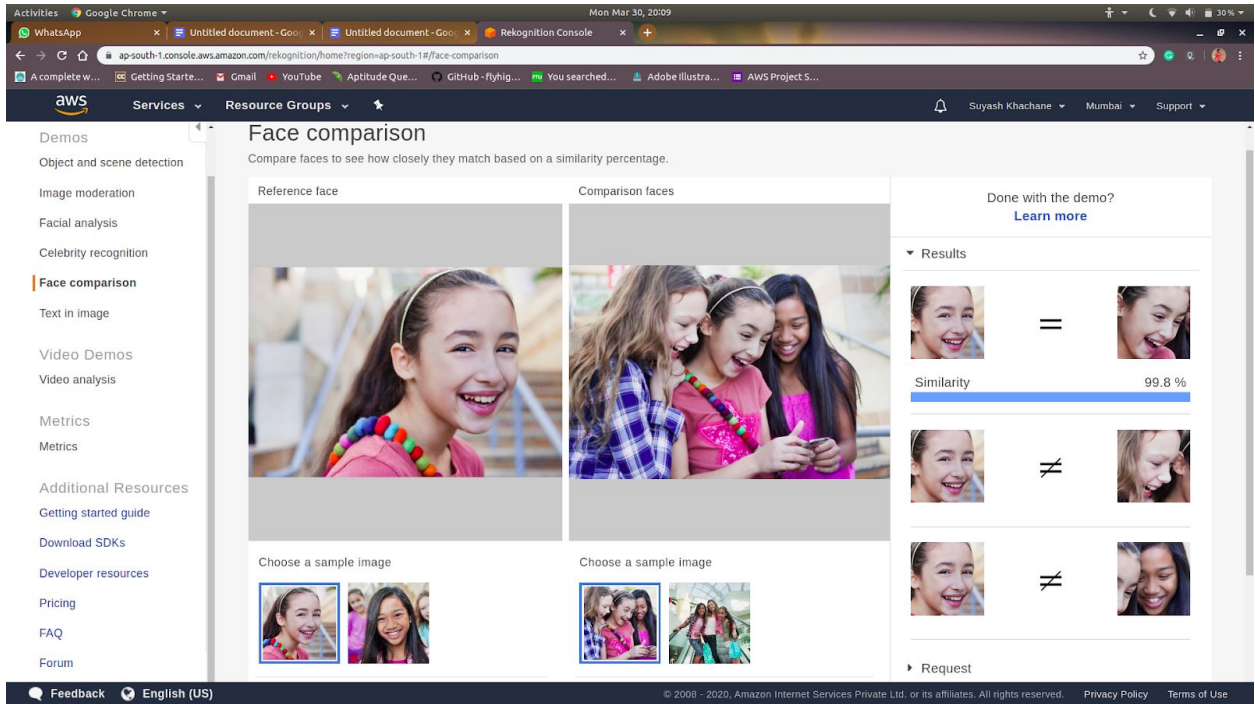 Activities Google Chrome Mon Mar 30, 20:09 30%
WhatsApp Untitled document - Goog Untitled document - Goog Rekognition Console
ap-south-1.console.aws.amazon.com/rekognition/home?region=ap-south-1#/face-comparison
A complete w... Getting Starte... Gmail YouTube Aptitude Que... GitHub - flyhig... You searched... Adobe Illustra... AWS Project S...
aws Services Resource Groups Suyash Khachane Mumbai Support
Demos
Object and scene detection
Image moderation
Facial analysis
Celebrity recognition
Face comparison
Text in image
Video Demos
Video analysis
Metrics
Metrics
Additional Resources
Getting started guide
Download SDKs
Developer resources
Pricing
FAQ
Forum
Face comparison
Compare faces to see how closely they match based on a similarity percentage.
Reference face
Comparison faces
Choose a sample image
Choose a sample image
Done with the demo?
Learn more
Results
=
Similarity 99.8 %
≠
≠
Request
Feedback English (US) © 2008 - 2020, Amazon Internet Services Private Ltd. or its affiliates. All rights reserved. Privacy Policy Terms of Use